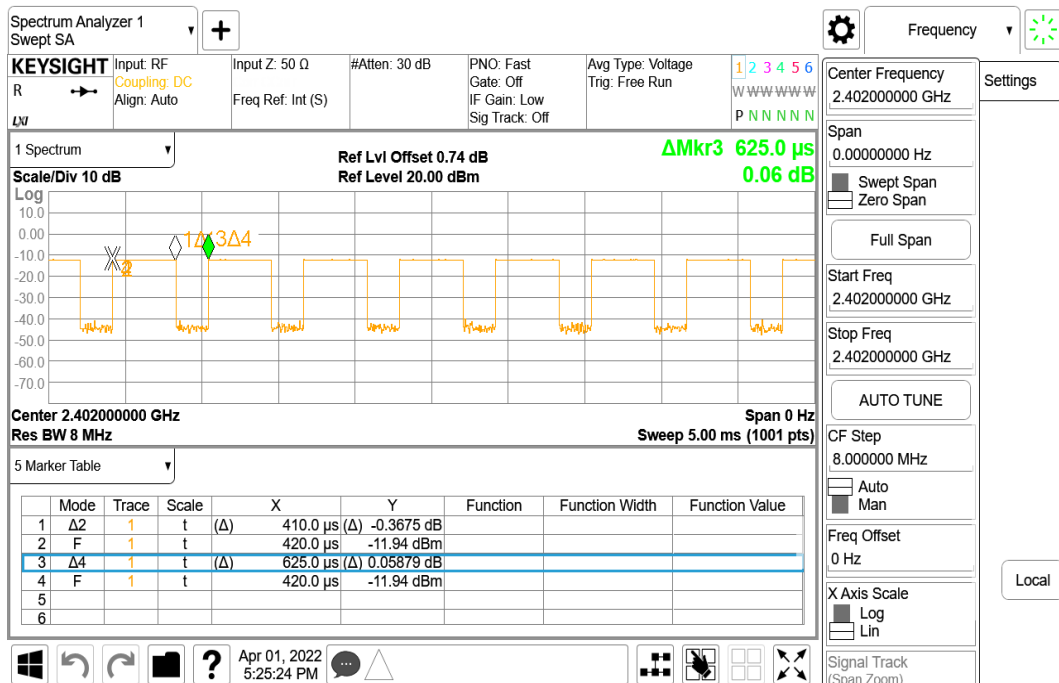 Spectrum Analyzer 1
Swept SA
+
Frequency
KEYSIGHT
R
LXI
Input: RF
Coupling: DC
Align: Auto
Input Z: 50 Ω
Freq Ref: Int (S)
#Atten: 30 dB
PNO: Fast
Gate: Off
IF Gain: Low
Sig Track: Off
Avg Type: Voltage
Trig: Free Run
1 2 3 4 5 6
W W W W W W
P N N N N N
1 Spectrum
Scale/Div 10 dB
Log
Ref Lvl Offset 0.74 dB
Ref Level 20.00 dBm
ΔMkr3 625.0 µs
0.06 dB
10.0
0.00
-10.0
-20.0
-30.0
-40.0
-50.0
-60.0
-70.0
3Δ4
Center 2.402000000 GHz
Res BW 8 MHz
Span 0 Hz
Sweep 5.00 ms (1001 pts)
5 Marker Table
Mode Trace Scale X Y Function Function Width Function Value
1 Δ2 1 t (Δ) 410.0 µs (Δ) -0.3675 dB
2 F 1 t 420.0 µs -11.94 dBm
3 Δ4 1 t (Δ) 625.0 µs (Δ) 0.05879 dB
4 F 1 t 420.0 µs -11.94 dBm
5
6
?
Apr 01, 2022
5:25:24 PM
Center Frequency
2.402000000 GHz
Span
0.00000000 Hz
Swept Span
Zero Span
Full Span
Start Freq
2.402000000 GHz
Stop Freq
2.402000000 GHz
AUTO TUNE
CF Step
8.000000 MHz
Auto
Man
Freq Offset
0 Hz
X Axis Scale
Log
Lin
Signal Track
(Span Zoom)
Settings
Local